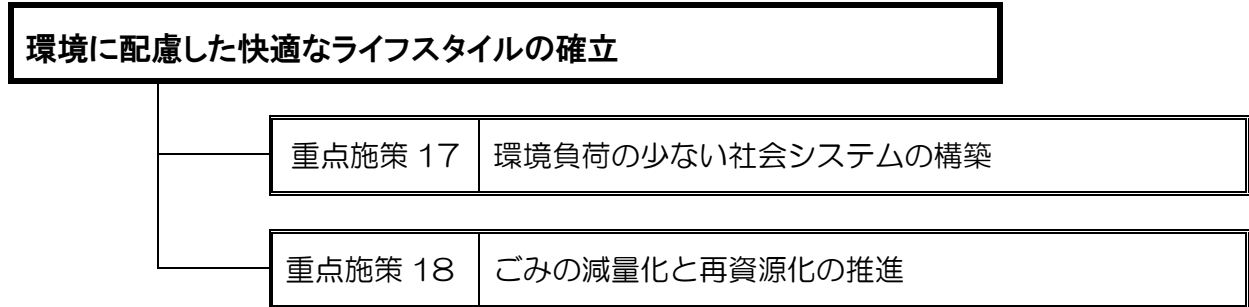 環境に配慮した快適なライフスタイルの確立
重点施策 17 環境負荷の少ない社会システムの構築
重点施策 18 ごみの減量化と再資源化の推進